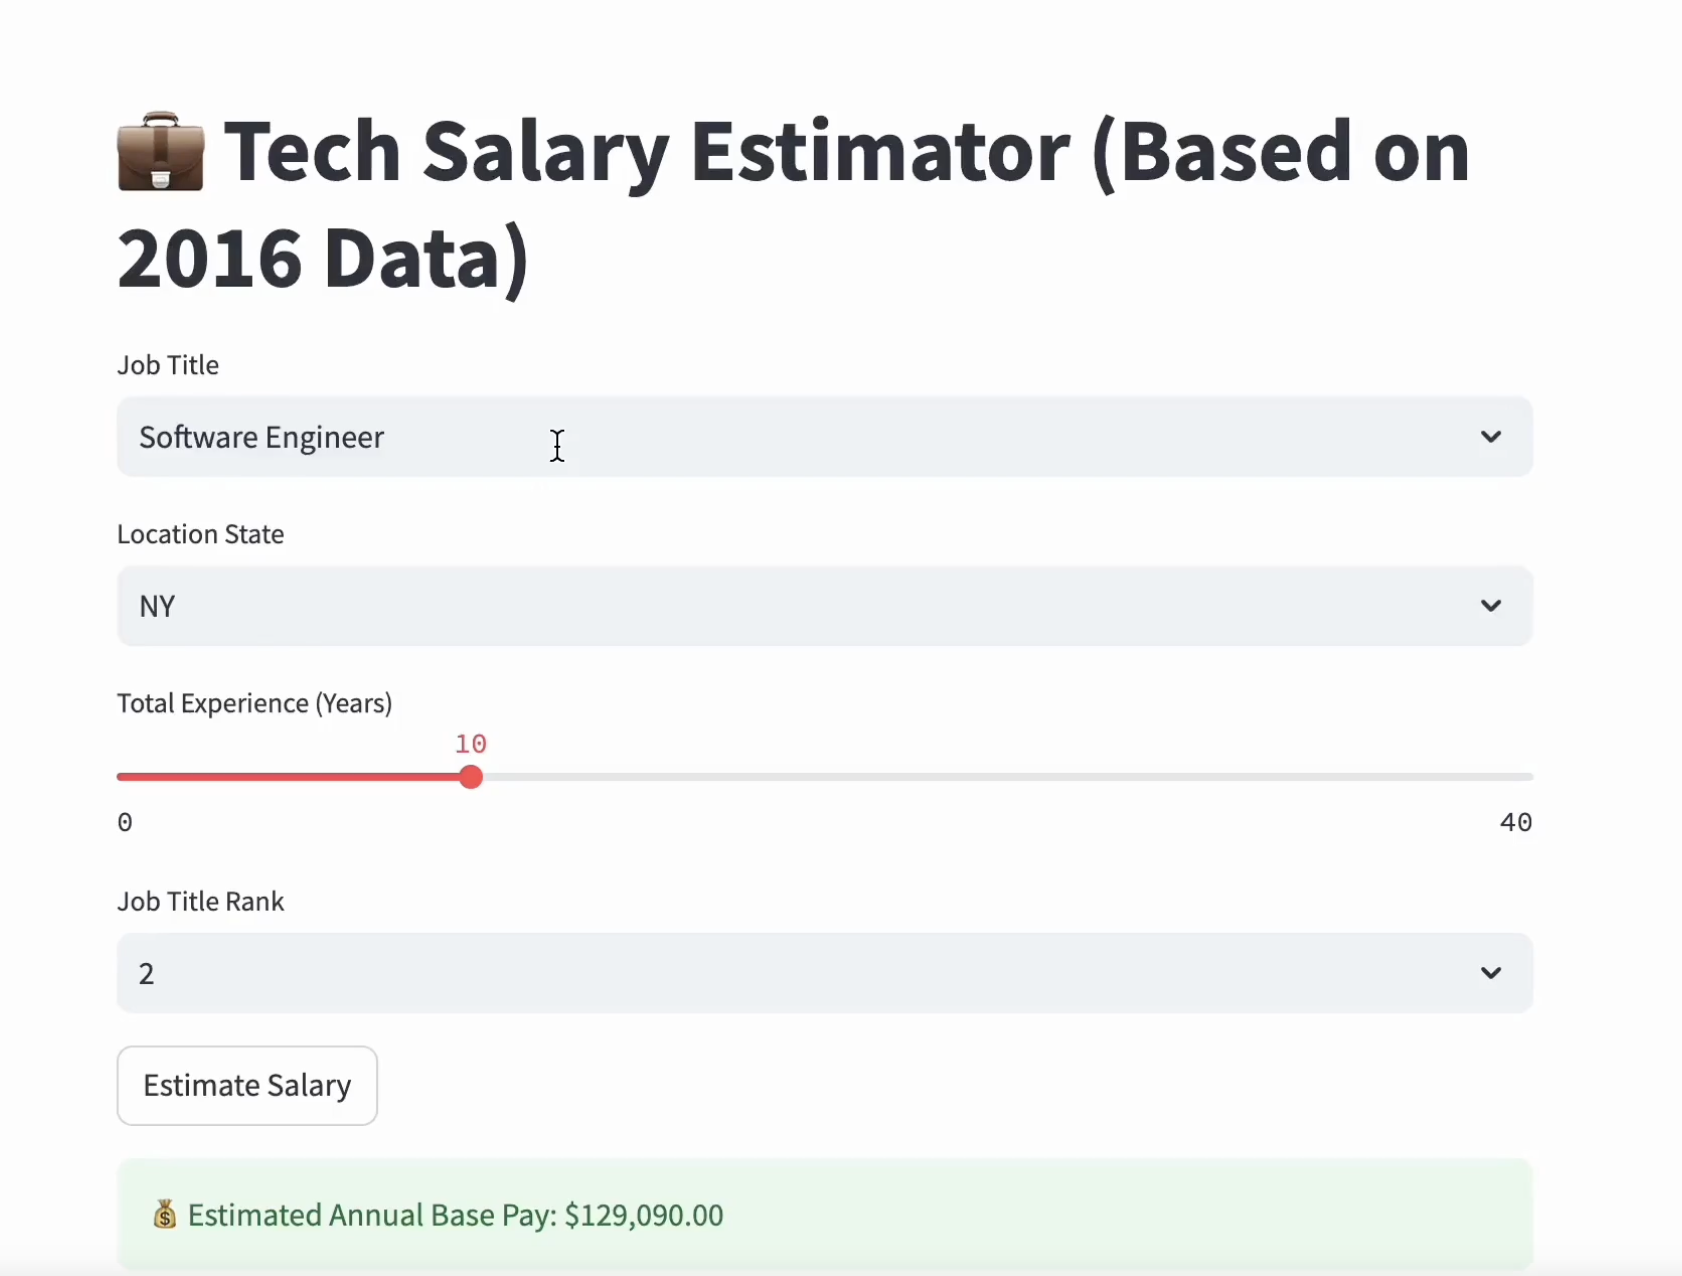 Tech Salary Estimator (Based on
2016 Data)
Job Title
Software Engineer
Location State
NY
Total Experience (Years)
10
0 40
Job Title Rank
2
Estimate Salary
Estimated Annual Base Pay: $129,090.00